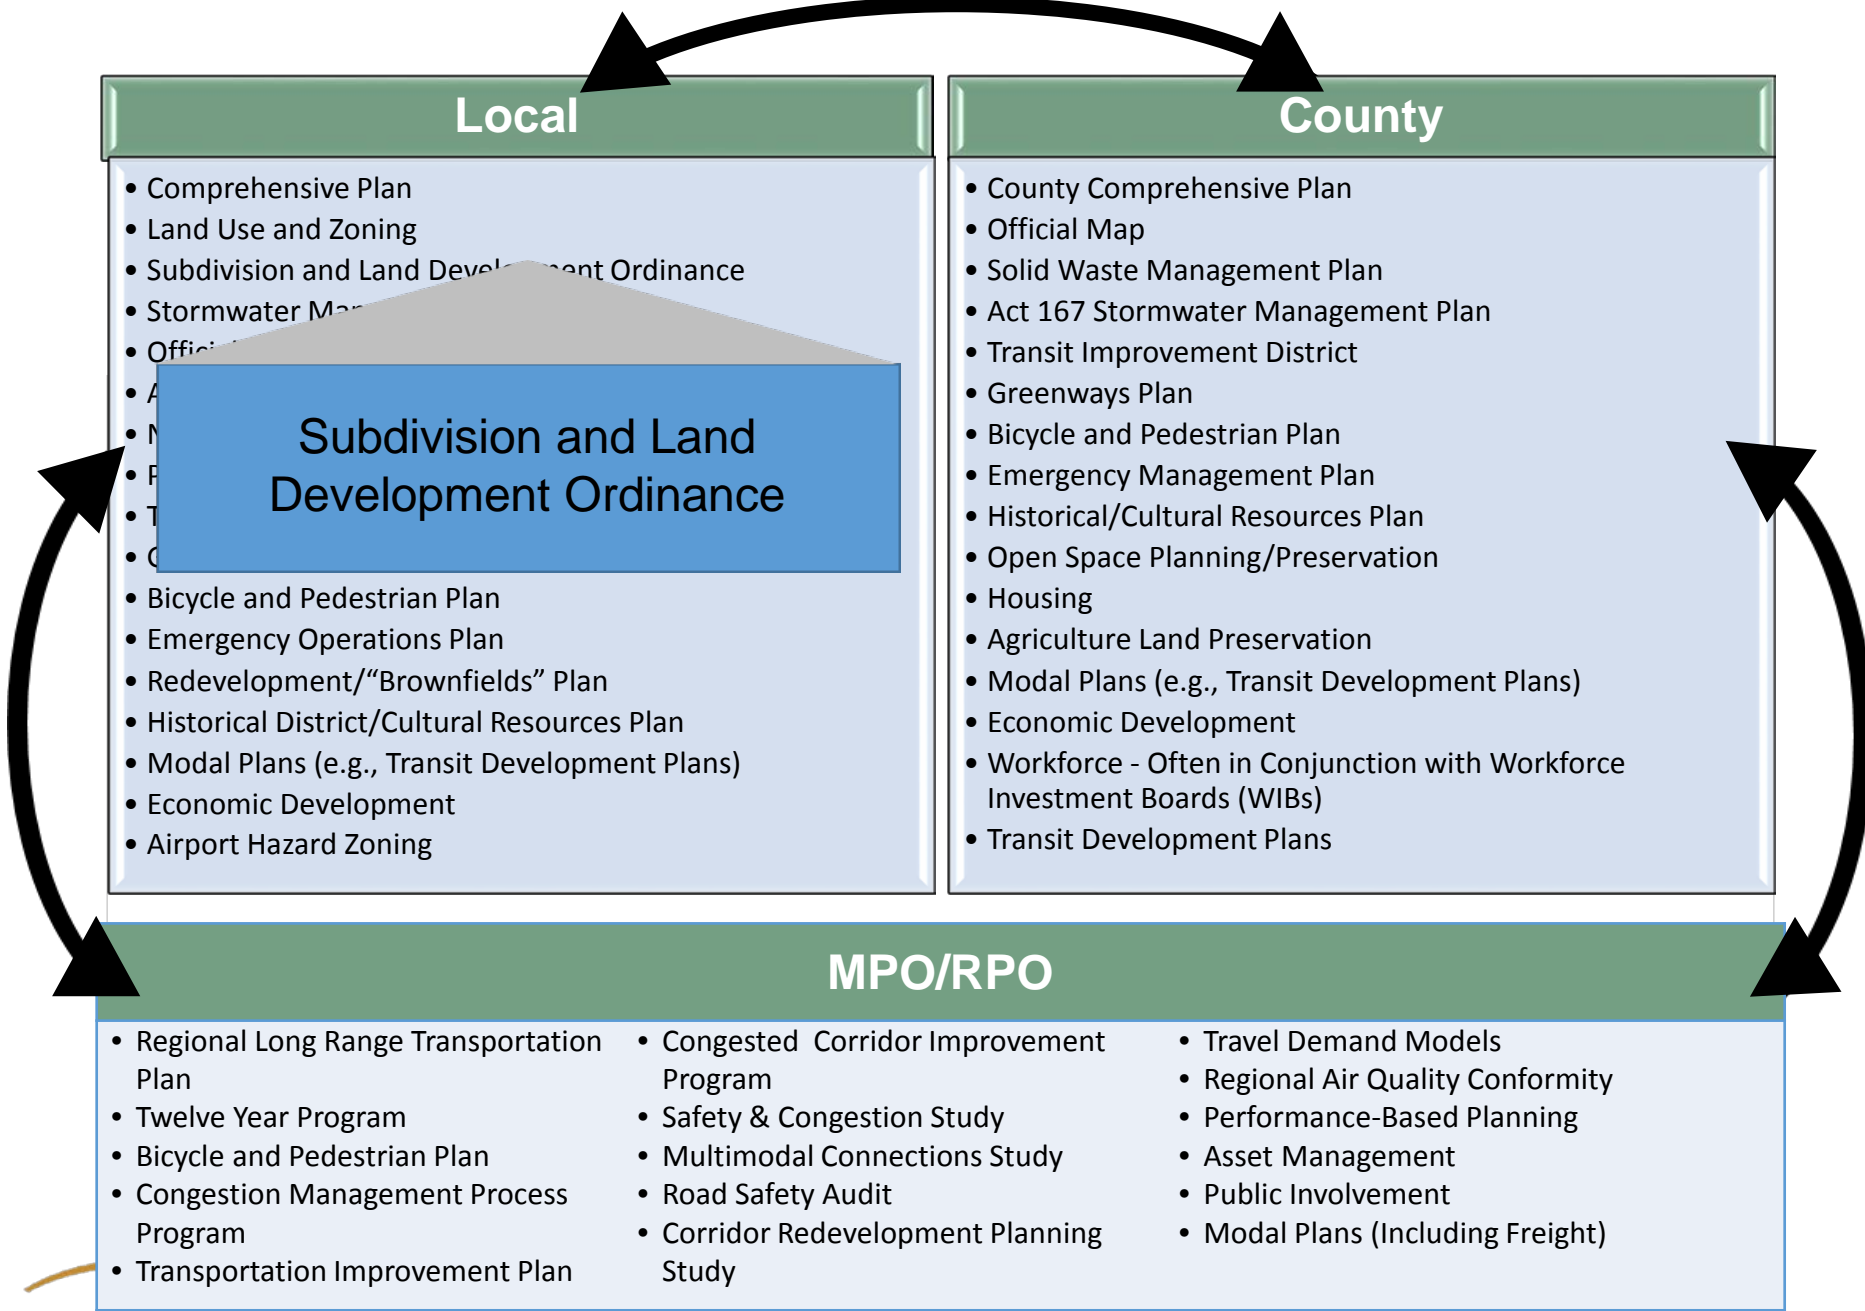 Local
• Comprehensive Plan
• Land Use and Zoning
• Subdivision and Land Development Ordinance
• Stormwater
Subdivision and Land
Development Ordinance
• Bicycle and Pedestrian Plan
• Emergency Operations Plan
• Redevelopment/“Brownfields” Plan
• Historical District/Cultural Resources Plan
• Modal Plans (e.g., Transit Development Plans)
• Economic Development
• Airport Hazard Zoning
County
• County Comprehensive Plan
• Official Map
• Solid Waste Management Plan
• Act 167 Stormwater Management Plan
• Transit Improvement District
• Greenways Plan
• Bicycle and Pedestrian Plan
• Emergency Management Plan
• Historical/Cultural Resources Plan
• Open Space Planning/Preservation
• Housing
• Agriculture Land Preservation
• Modal Plans (e.g., Transit Development Plans)
• Economic Development
• Workforce - Often in Conjunction with Workforce
Investment Boards (WIBs)
• Transit Development Plans
MPO/RPO
• Regional Long Range Transportation
Plan
• Twelve Year Program
• Bicycle and Pedestrian Plan
• Congestion Management Process
Program
• Transportation Improvement Plan
• Congested Corridor Improvement
Program
• Safety & Congestion Study
• Multimodal Connections Study
• Road Safety Audit
• Corridor Redevelopment Planning
Study
• Travel Demand Models
• Regional Air Quality Conformity
• Performance-Based Planning
• Asset Management
• Public Involvement
• Modal Plans (Including Freight)